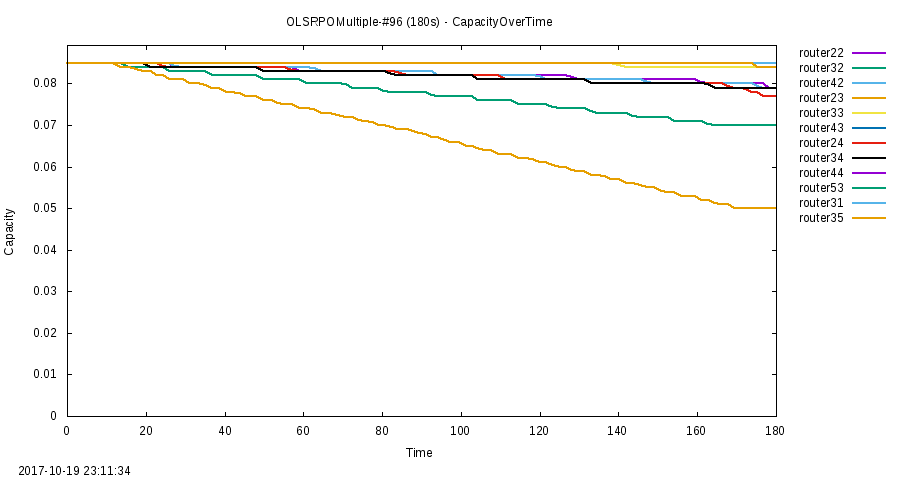 OLSRPOMultiple-#96 (180s) - CapacityOverTime
router22
router32
router42
router23
router33
router43
router24
router34
router44
router53
router31
router35
0.08
0.07
0.06
0.05
0.04
0.03
0.02
0.01
0
Capacity
0 20 40 60 80 100 120 140 160 180
Time
2017-10-19 23:11:34